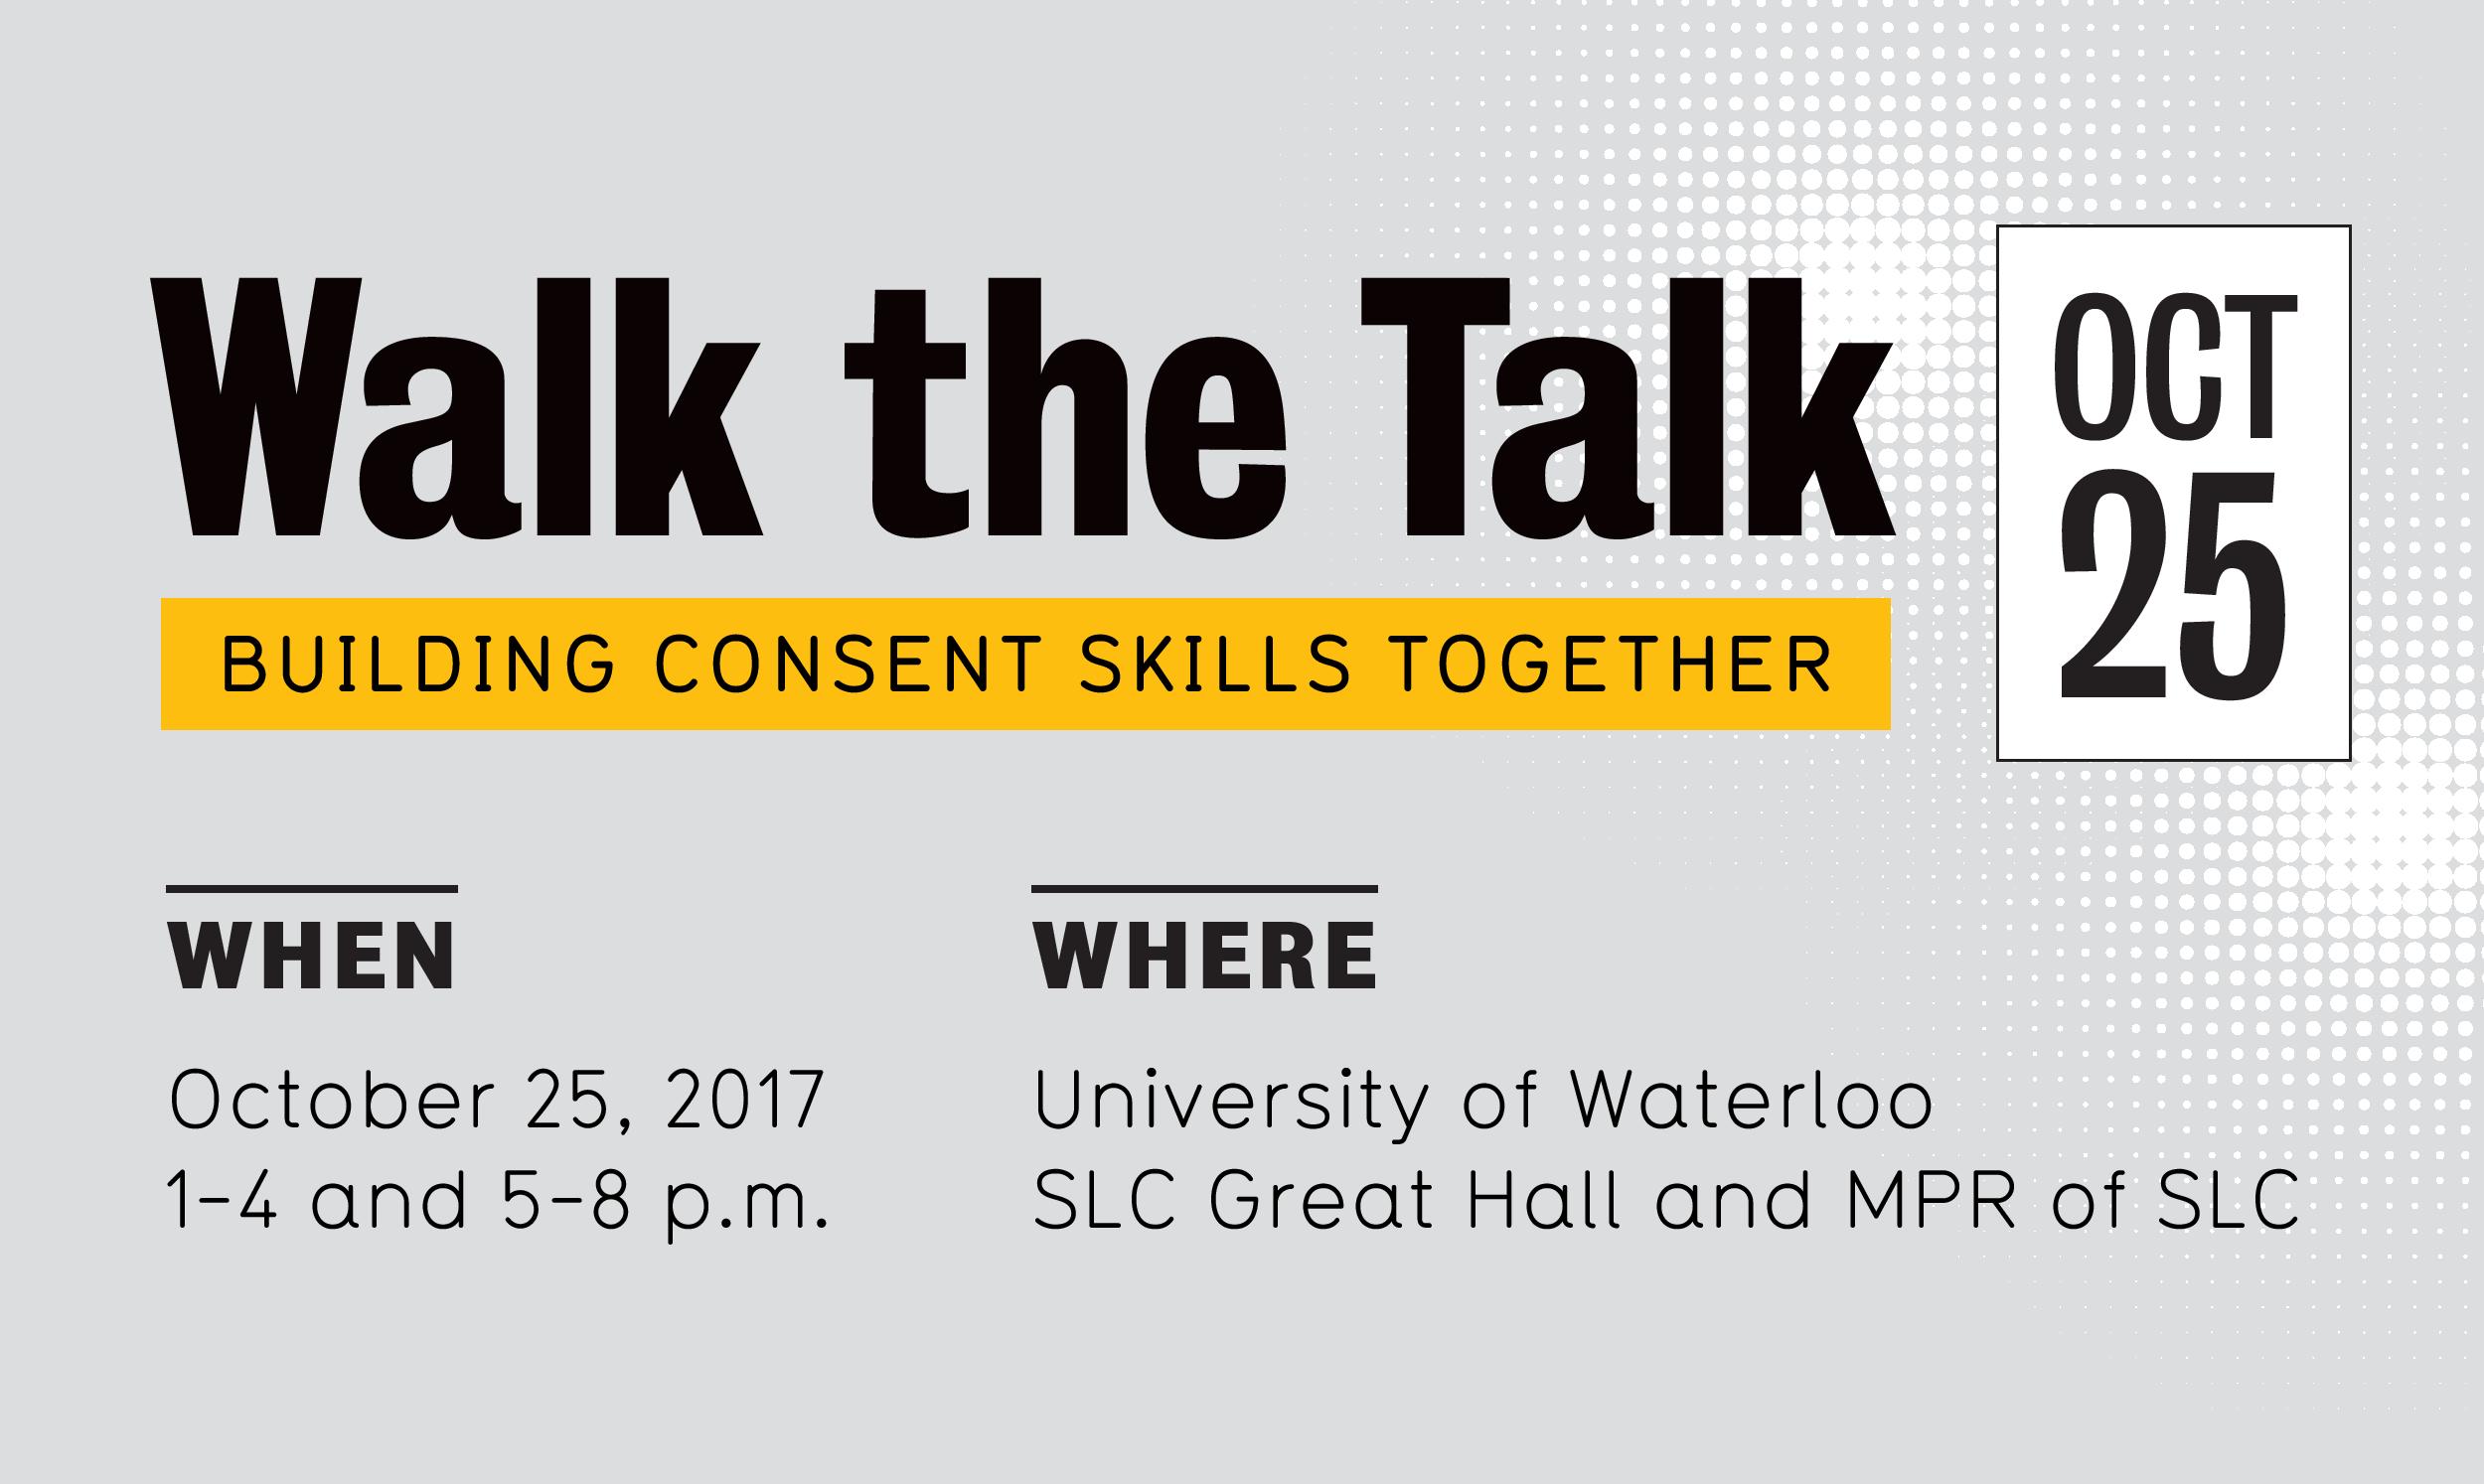 Walk the Talk
BUILDING CONSENT SKILLS TOGETHER
OCT
25
WHEN
October 25, 2017
1-4 and 5-8 p.m.
WHERE
University of Waterloo
SLC Great Hall and MPR of SLC